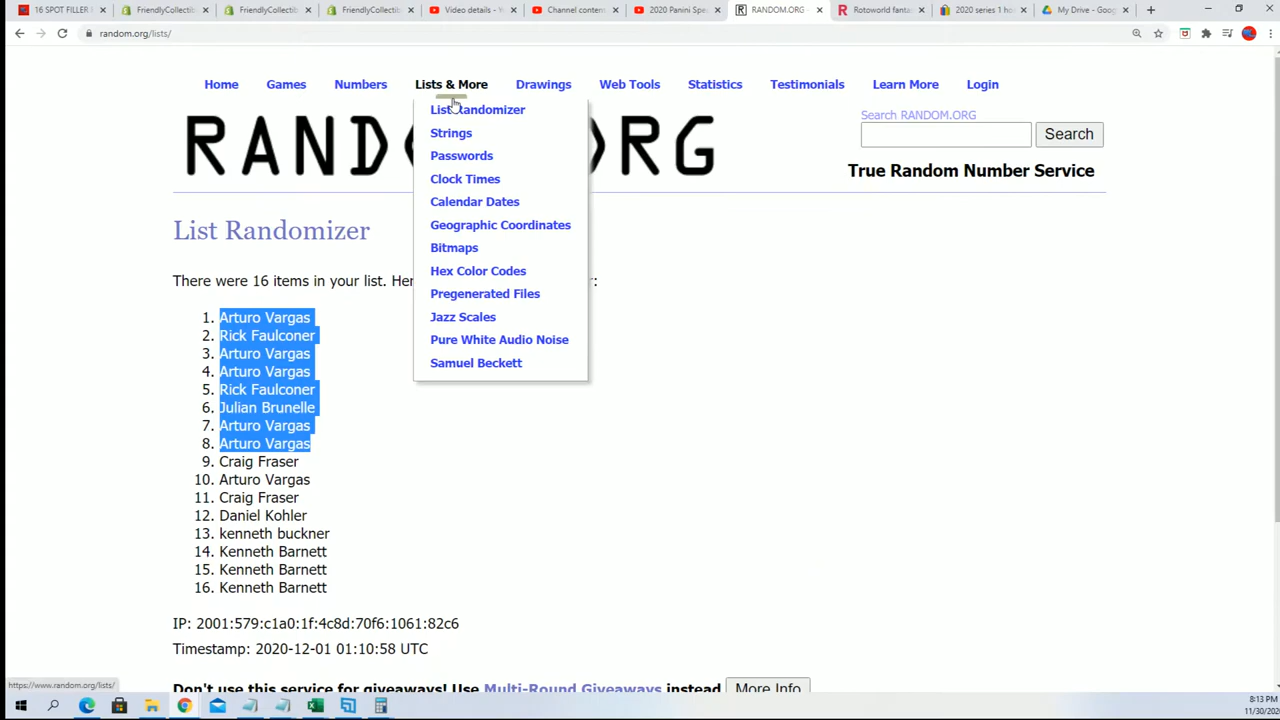 16 SPOT FILLER
FriendlyCollectib
FriendlyCollectib
FriendlyCollectib
Video details -
Channel content
2020 Panini Spe
RANDOM.ORG -
Rotoworld fanta
2020 series 1 ho
My Drive - Goog
random.org/lists/
Home Games Numbers Lists & More Drawings Web Tools Statistics Testimonials Learn More Login
List Randomizer
Strings
Passwords
Clock Times
Calendar Dates
Geographic Coordinates
Bitmaps
Hex Color Codes
Pregenerated Files
Jazz Scales
Pure White Audio Noise
Samuel Beckett
RAND RG
Search RANDOM.ORG
Search
True Random Number Service
List Randomizer
There were 16 items in your list. Her :
1. Arturo Vargas
2. Rick Faulconer
3. Arturo Vargas
4. Arturo Vargas
5. Rick Faulconer
6. Julian Brunelle
7. Arturo Vargas
8. Arturo Vargas
9. Craig Fraser
10. Arturo Vargas
11. Craig Fraser
12. Daniel Kohler
13. kenneth buckner
14. Kenneth Barnett
15. Kenneth Barnett
16. Kenneth Barnett
IP: 2001:579:c1a0:1f:4c8d:70f6:1061:82c6
Timestamp: 2020-12-01 01:10:58 UTC
Don't use this service for giveaways! Use Multi-Round Giveaways instead More Info
https://www.random.org/lists/
8:13 PM
11/30/202